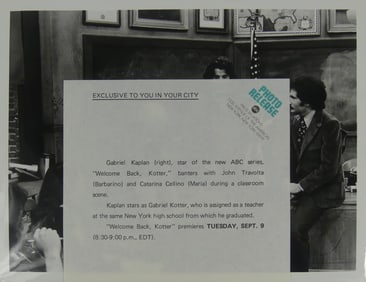 EXCLUSIVE TO YOU IN YOUR CITY
PHOTO
RELEASE
abc
Gabriel Kaplan (right), star of the new ABC series,
"Welcome Back, Kotter," banters with John Travolta
(Barbarino) and Catarina Cellino (Maria) during a classroom
scene.
Kaplan stars as Gabriel Kotter, who is assigned as a teacher
at the same New York high school from which he graduated.
"Welcome Back, Kotter" premieres TUESDAY, SEPT. 9
(8:30-9:00 p.m., EDT).